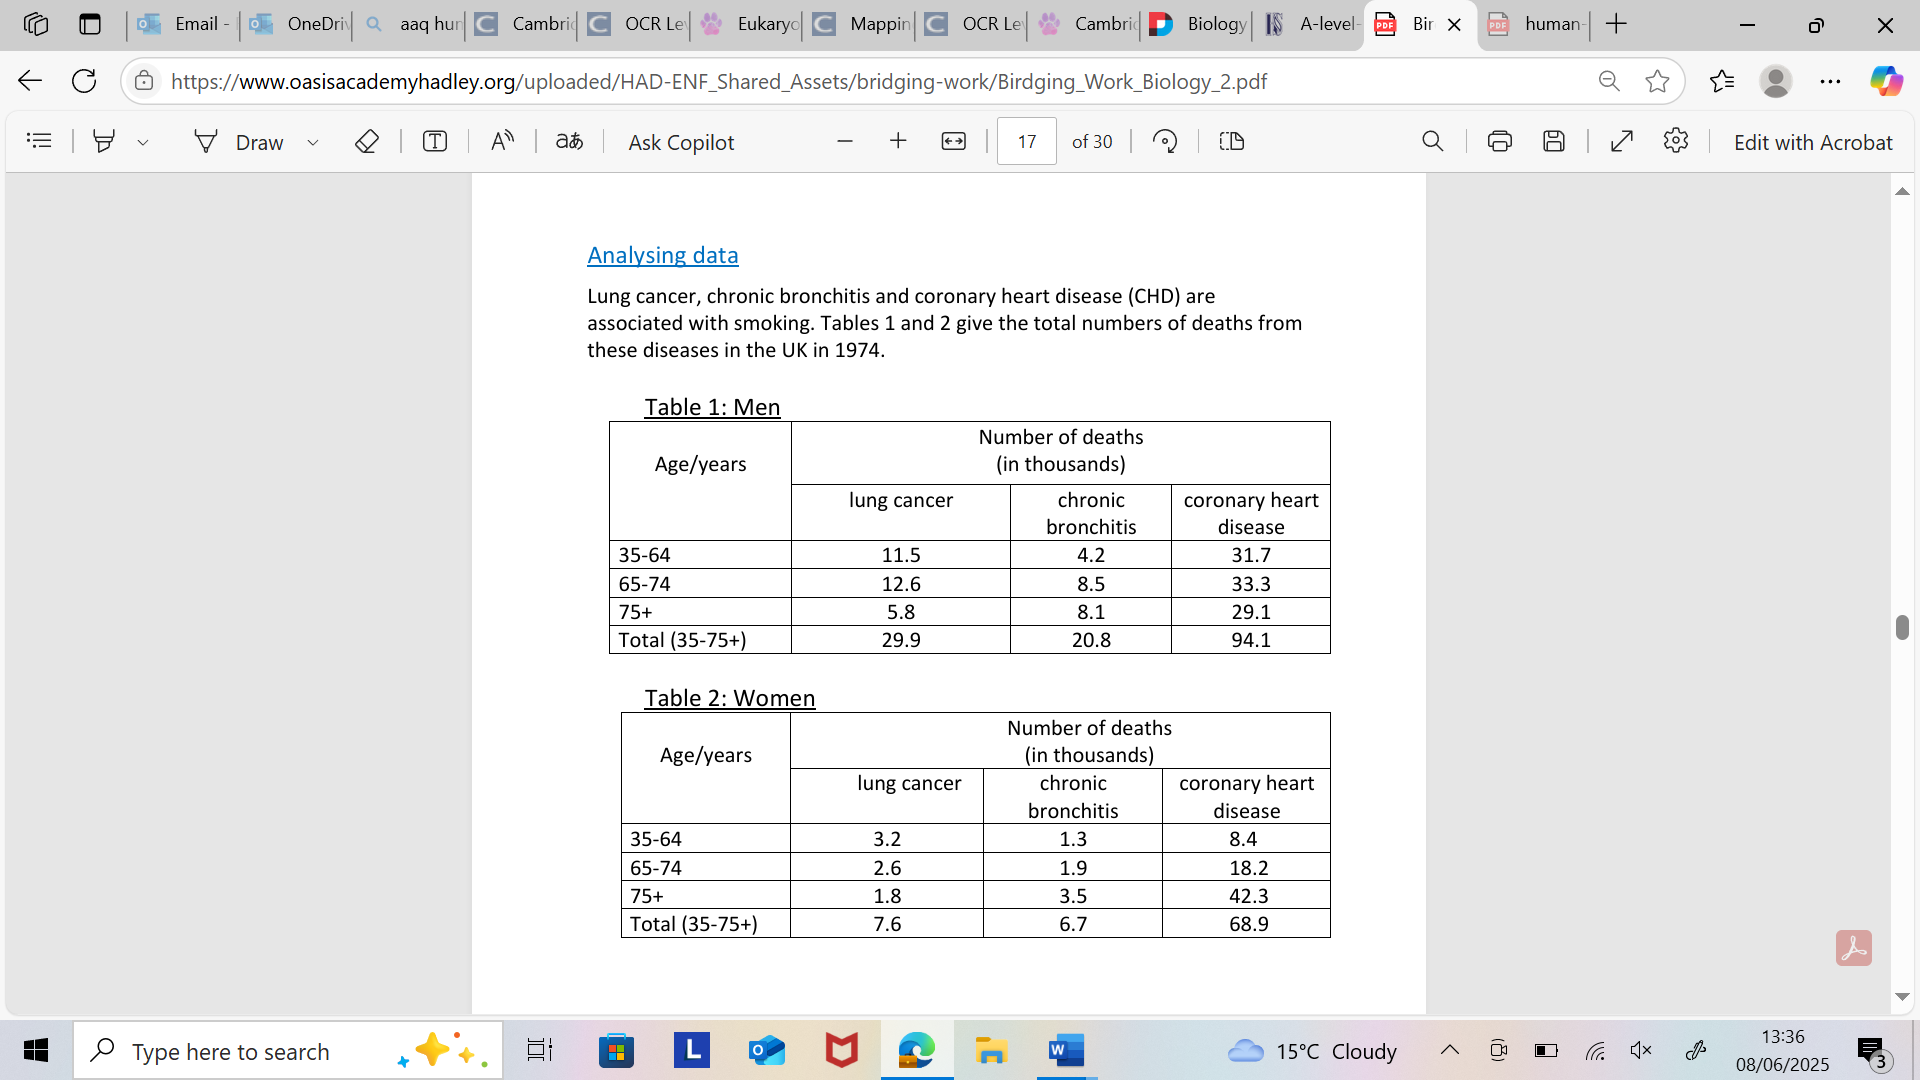 Email -
OneDriv
aaq hun
Cambric
OCR Lev
Eukaryo
Mappin
OCR Lev
Cambric
Biology
A-level-
Bir
human-
https://www.oasisacademyhadley.org/uploaded/HAD-ENF_Shared_Assets/bridging-work/Birdging_Work_Biology_2.pdf
Draw
Ask Copilot
17 of 30
Edit with Acrobat
Analysing data
Lung cancer, chronic bronchitis and coronary heart disease (CHD) are
associated with smoking. Tables 1 and 2 give the total numbers of deaths from
these diseases in the UK in 1974.
Table 1: Men
Age/years
Number of deaths
(in thousands)
lung cancer
chronic
bronchitis
coronary heart
disease
35-64 11.5 4.2 31.7
65-74 12.6 8.5 33.3
75+ 5.8 8.1 29.1
Total (35-75+) 29.9 20.8 94.1
Table 2: Women
Age/years
Number of deaths
(in thousands)
lung cancer
chronic
bronchitis
coronary heart
disease
35-64 3.2 1.3 8.4
65-74 2.6 1.9 18.2
75+ 1.8 3.5 42.3
Total (35-75+) 7.6 6.7 68.9
Type here to search
15°C Cloudy
13:36
08/06/2025
3